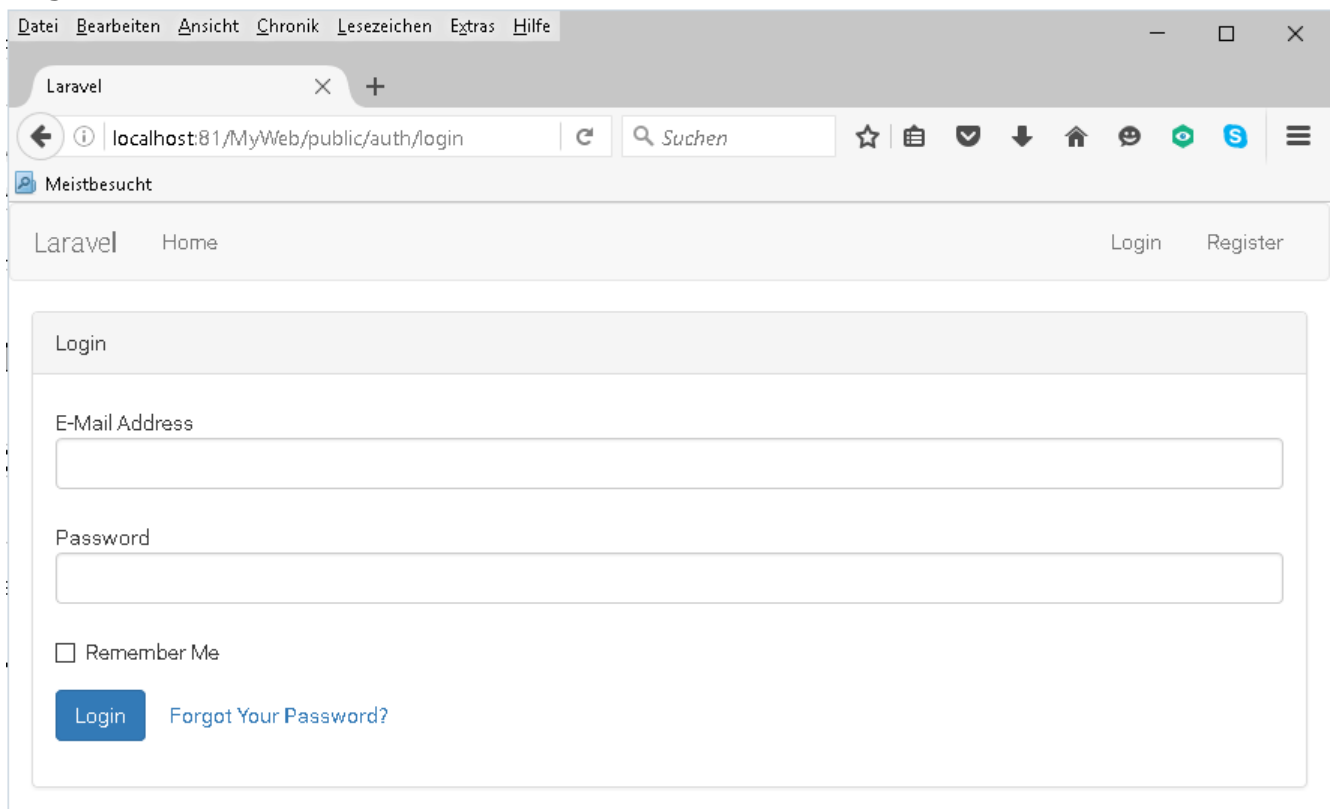 Datei Bearbeiten Ansicht Chronik Lesezeichen Extras Hilfe
Laravel
localhost:81/MyWeb/public/auth/login Suchen
Meistbesucht
Laravel Home Login Register
Login
E-Mail Address
Password
Remember Me
Login Forgot Your Password?